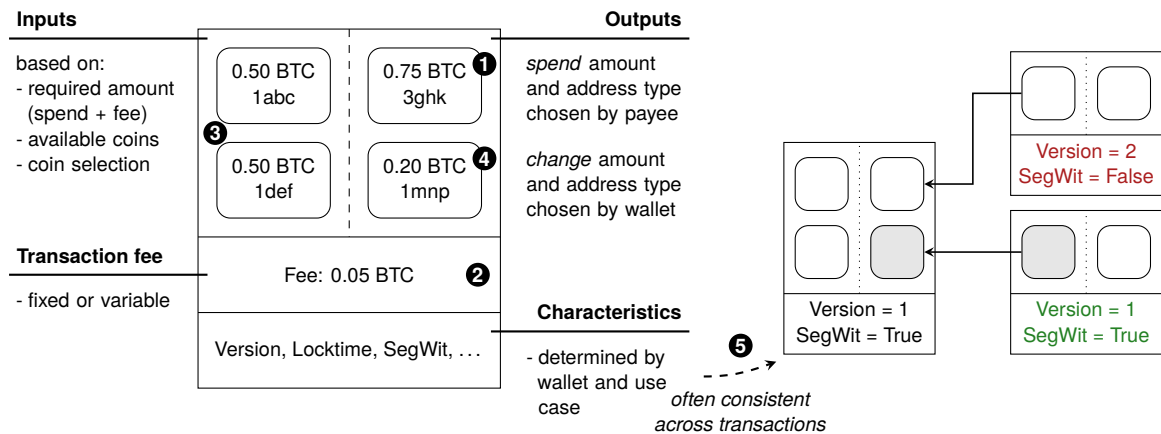 Inputs
based on:
- required amount
(spend + fee)
- available coins
- coin selection
Transaction fee
- fixed or variable
0.50 BTC
1abc
0.75 BTC
3ghk
1
3
0.50 BTC
1def
0.20 BTC
1mnp
4
Fee: 0.05 BTC
2
Version, Locktime, SegWit, ...
Outputs
spend amount
and address type
chosen by payee
change amount
and address type
chosen by wallet
Characteristics
- determined by
wallet and use
case
5
often consistent
across transactions
Version = 1
SegWit = True
Version = 2
SegWit = False
Version = 1
SegWit = True